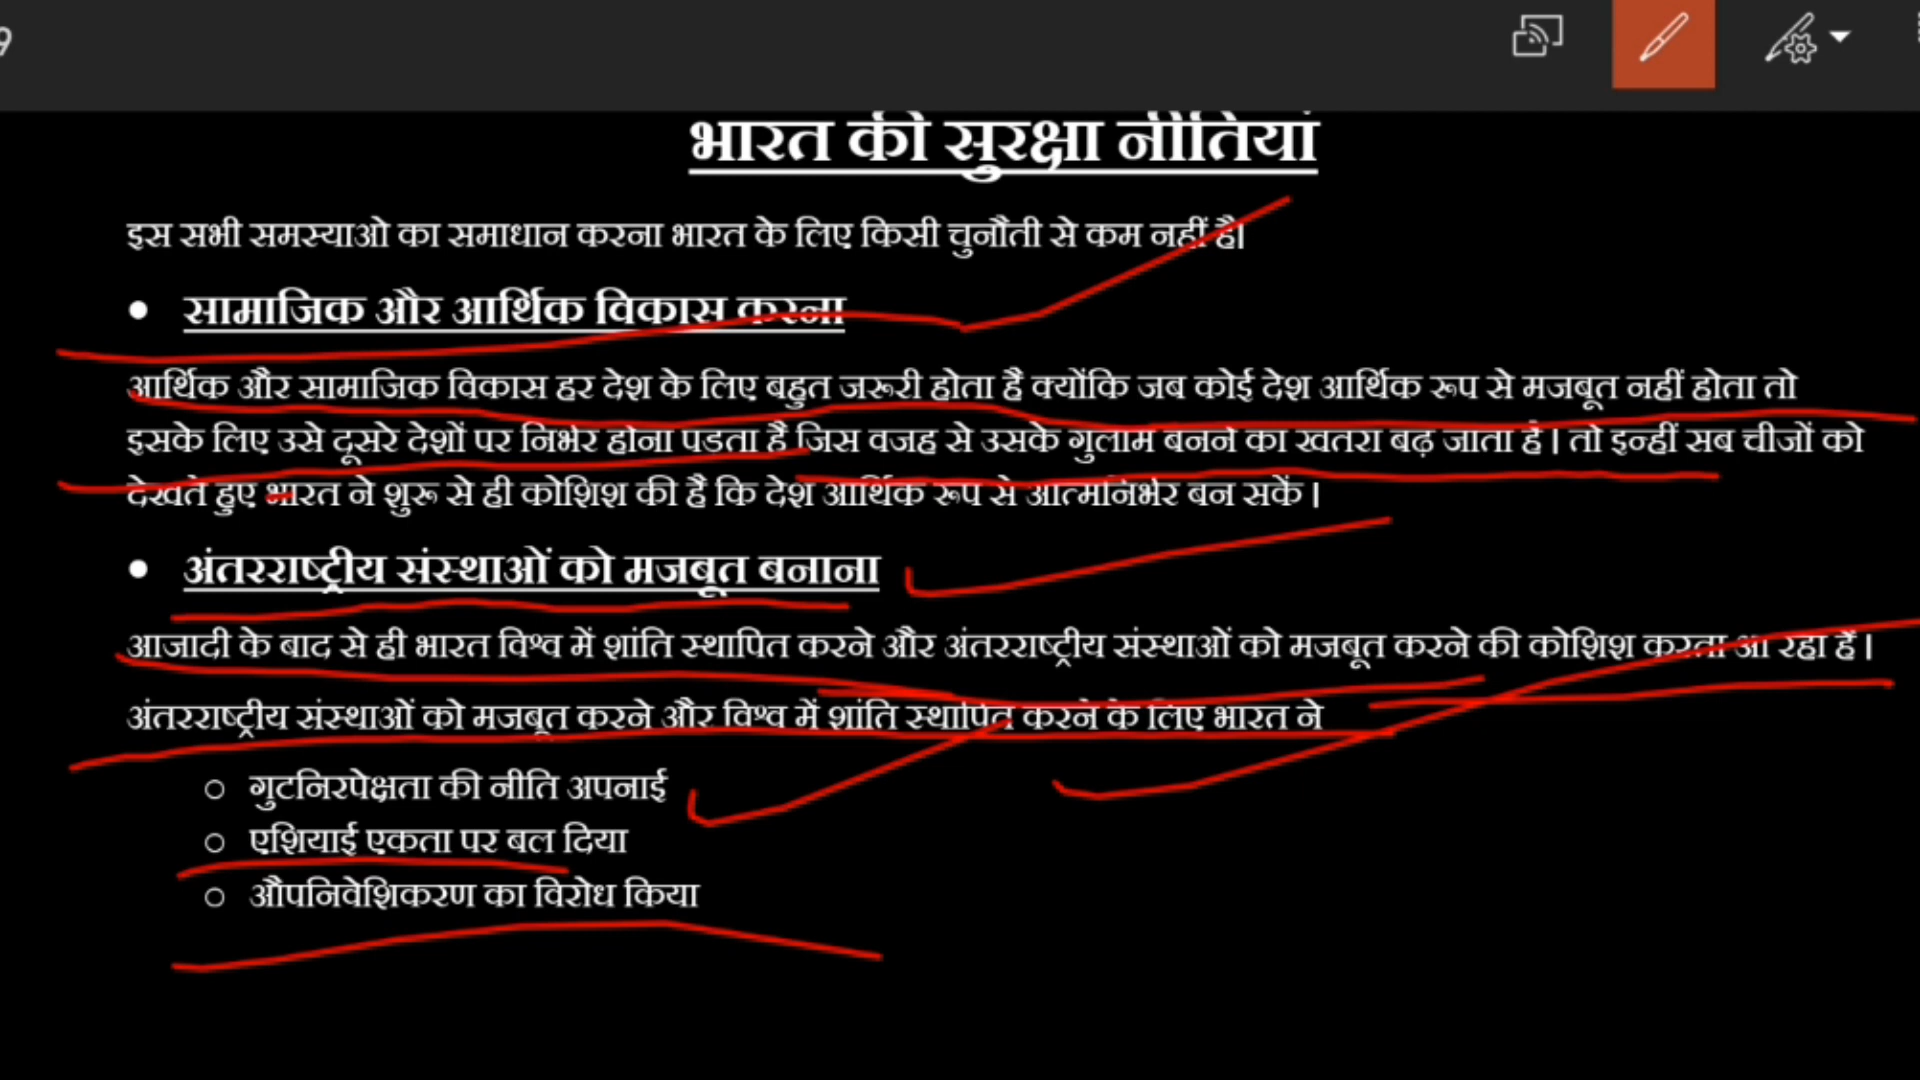 9
भारत की सुरक्षा नीतियां
इस सभी समस्याओ का समाधान करना भारत के लिए किसी चुनौती से कम नहीं है।
• सामाजिक और आर्थिक विकास करना
आर्थिक और सामाजिक विकास हर देश के लिए बहुत जरूरी होता है क्योंकि जब कोई देश आर्थिक रूप से मजबूत नहीं होता तो
इसके लिए उसे दूसरे देशों पर निर्भर होना पडता है जिस वजह से उसके गुलाम बनने का खतरा बढ़ जाता है। तो इन्हीं सब चीजों को
देखते हुए भारत ने शुरू से ही कोशिश की हैं कि देश आर्थिक रूप से आत्मनिर्भर बन सकें।
• अंतरराष्ट्रीय संस्थाओं को मजबूत बनाना
आजादी के बाद से ही भारत विश्व में शांति स्थापित करने और अंतरराष्ट्रीय संस्थाओं को मजबूत करने की कोशिश करता आ रहा हैं।
अंतरराष्ट्रीय संस्थाओं को मजबूत करने और विश्व में शांति स्थापित करने के लिए भारत ने
○ गुटनिरपेक्षता की नीति अपनाई
○ एशियाई एकता पर बल दिया
○ औपनिवेशिकरण का विरोध किया